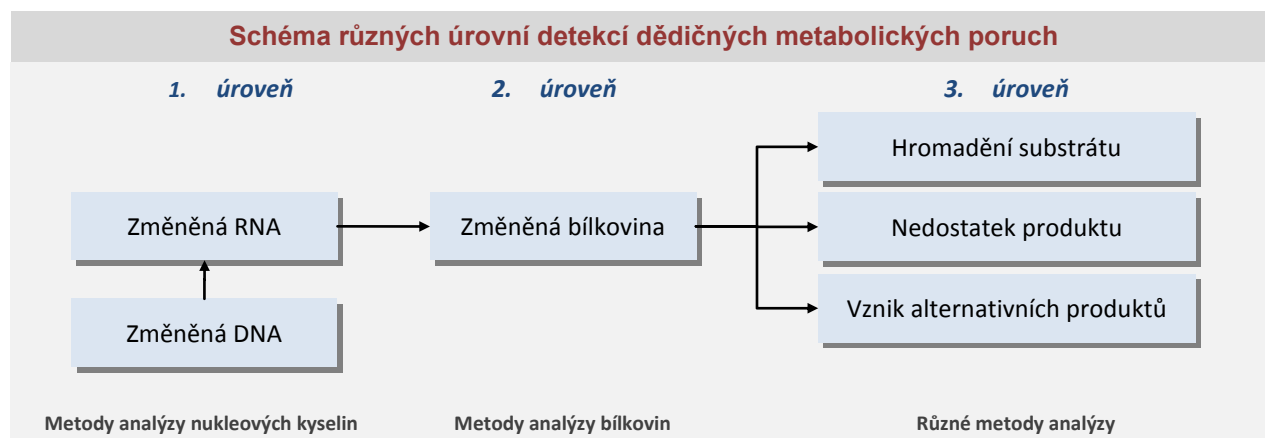 Schéma různých úrovní detekcí dědičných metabolických poruch
1. úroveň
2. úroveň
3. úroveň
Hromadění substrátu
Změněná RNA
Změněná bílkovina
Nedostatek produktu
Změněná DNA
Vznik alternativních produktů
Metody analýzy nukleových kyselin
Metody analýzy bílkovin
Různé metody analýzy